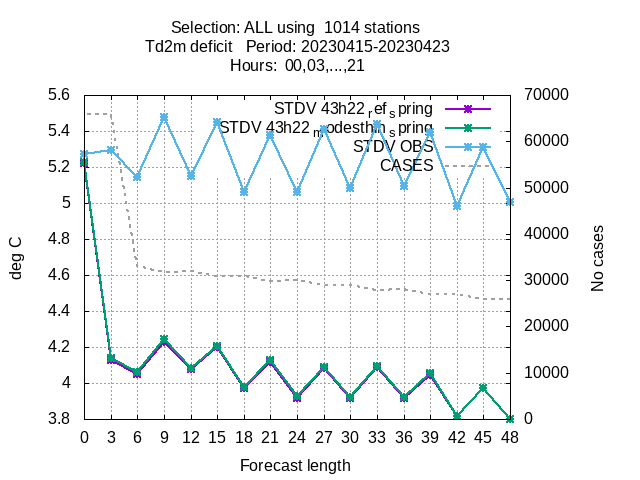 Selection: ALL using  1014 stations
Td2m deficit   Period: 20230415-20230423
Hours:  00,03,...,21
STDV 43h22_ref_spring
STDV 43h22_modesthin_spring
STDV OBS
CASES
5.6
5.4
5.2
5
4.8
4.6
4.4
4.2
4
3.8
70000
60000
50000
40000
30000
20000
10000
0
deg C
No cases
0 3 6 9 12 15 18 21 24 27 30 33 36 39 42 45 48
Forecast length